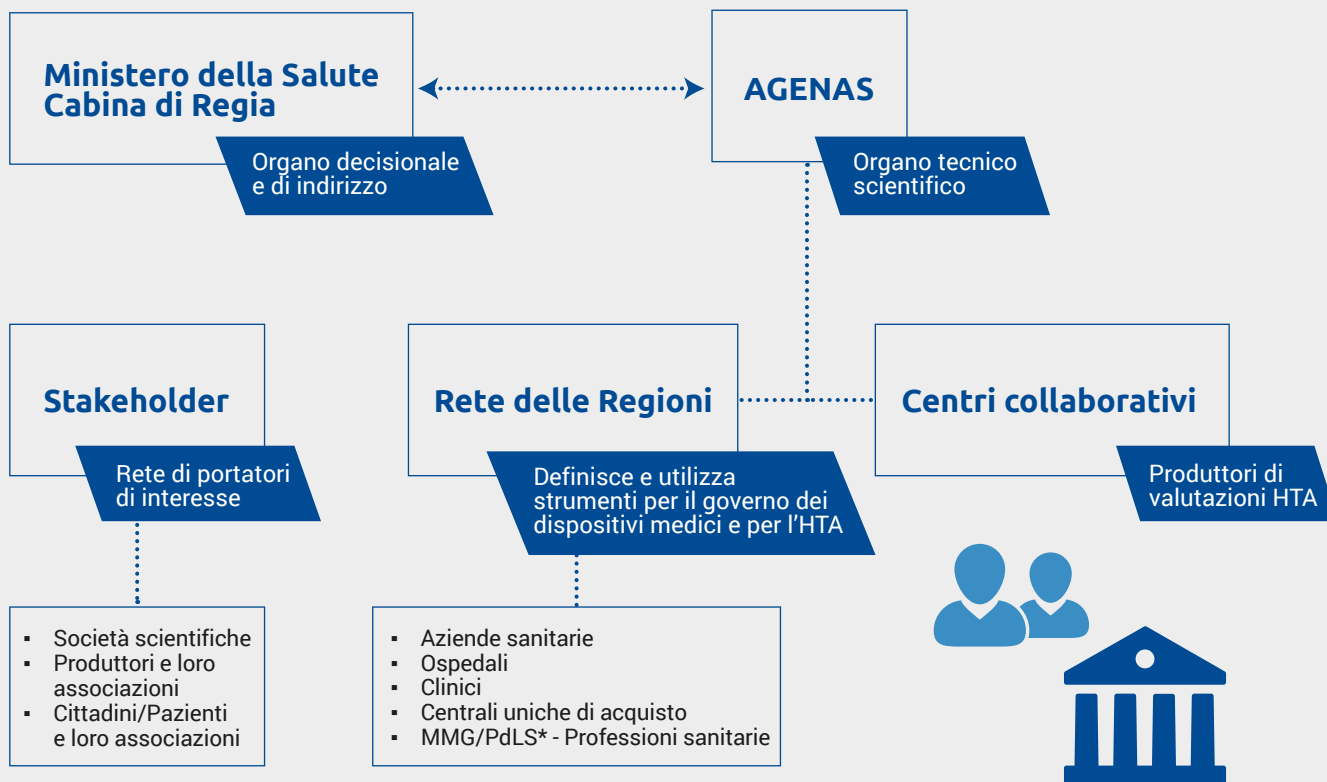 Ministero della Salute
Cabina di Regia
Organo decisionale
e di indirizzo
AGENAS
Organo tecnico
scientifico
Stakeholder
Rete di portatori
di interesse
Rete delle Regioni
Definisce e utilizza
strumenti per il governo dei
dispositivi medici e per l'HTA
Centri collaborativi
Produttori di
valutazioni HTA
▪ Società scientifiche
▪ Produttori e loro
associazioni
▪ Cittadini/Pazienti
e loro associazioni
▪ Aziende sanitarie
▪ Ospedali
▪ Clinici
▪ Centrali uniche di acquisto
▪ MMG/PdLS* - Professioni sanitarie